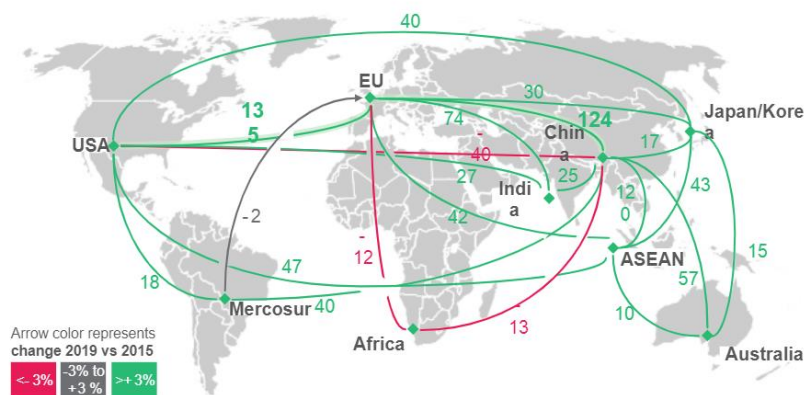 40
EU
30
13
5
74
124
Japan/Kore
a
USA
-
40
Chin
a
17
27
Indi
a
25
12
0
43
42
-2
-
12
ASEAN
15
47
18
57
40
Mercosur
-
13
10
Africa
Australia
Arrow color represents
change 2019 vs 2015
<- 3%
-3% to
+3 %
>+ 3%